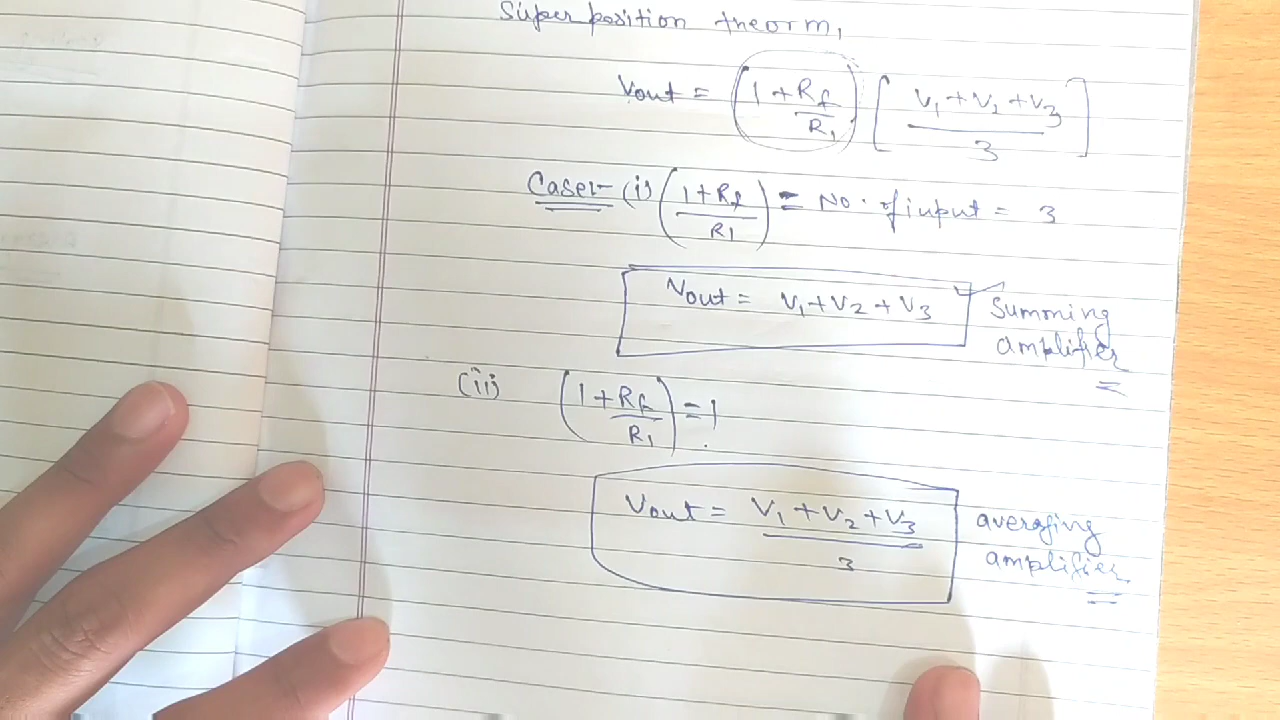 Superposition theorm,
Vout = (1 + Rf/R1) [V1 + V2 + V3 / 3]
Case:- (i) (1 + Rf / R1) = No. of input = 3
Vout = V1 + V2 + V3
Summing
amplifier
(ii) (1 + Rf/R1) = 1
Vout = V1 + V2 + V3 / 3
averaging
amplifier